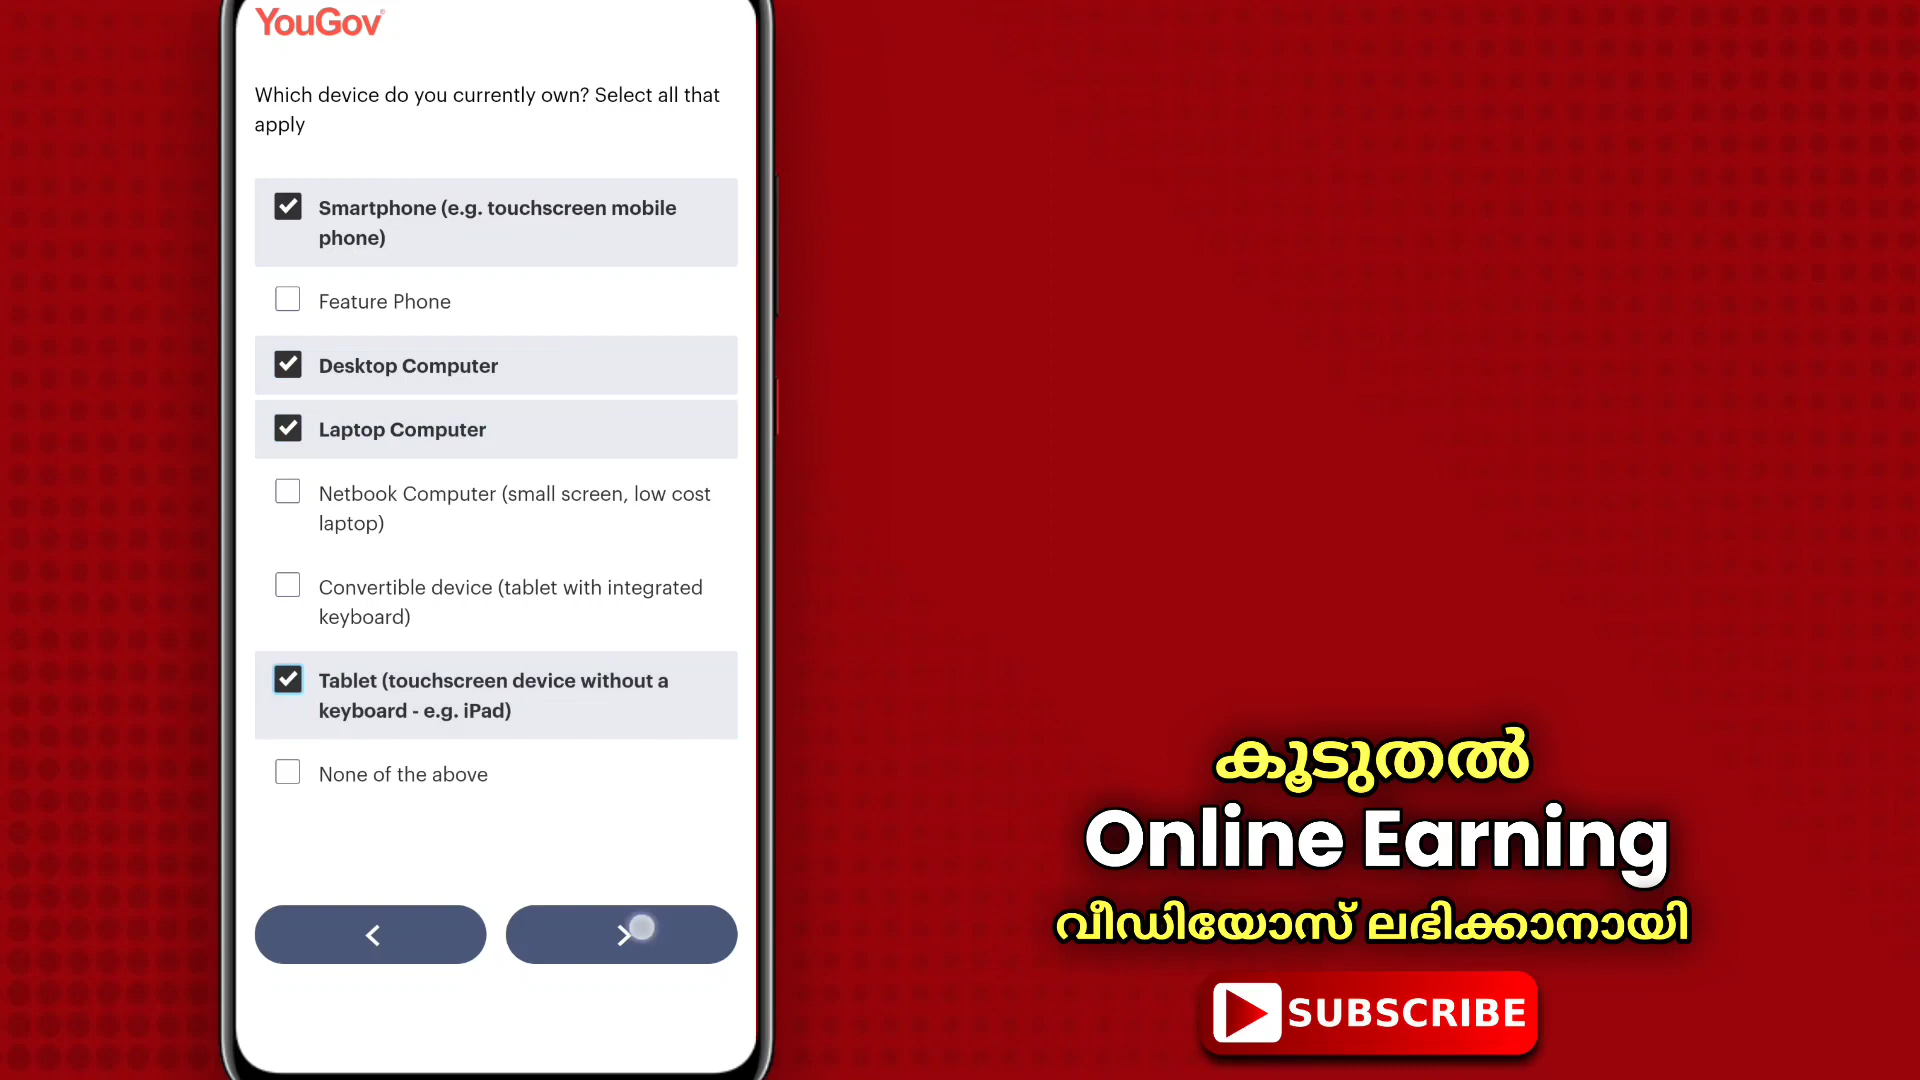 YouGov
Which device do you currently own? Select all that
apply
Smartphone (e.g. touchscreen mobile
phone)
Feature Phone
Desktop Computer
Laptop Computer
Netbook Computer (small screen, low cost
laptop)
Convertible device (tablet with integrated
keyboard)
Tablet (touchscreen device without a
keyboard - e.g. iPad)
None of the above
കൂടുതൽ
Online Earning
വീഡിയോസ് ലഭിക്കാനായി
SUBSCRIBE